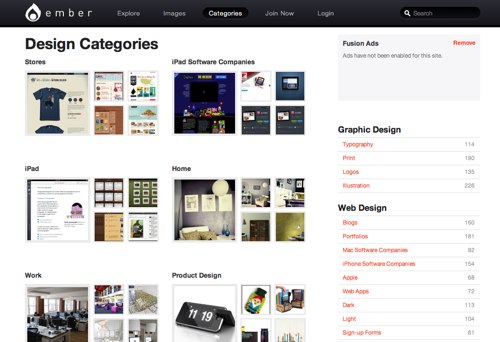 ember
Explore
Images
Categories
Join Now
Login
Search
Design Categories
Stores
iPad Software Companies
iPad
Home
Work
Product Design
11 19
Fusion Ads
Remove
Ads have not been enabled for this site.
Graphic Design
Typography 114
Print 190
Logos 135
Illustration 226
Web Design
Blogs 160
Portfolios 181
Mac Software Companies 92
iPhone Software Companies 154
Apple 68
Web Apps 72
Dark 113
Light 104
Sign-up Forms 61